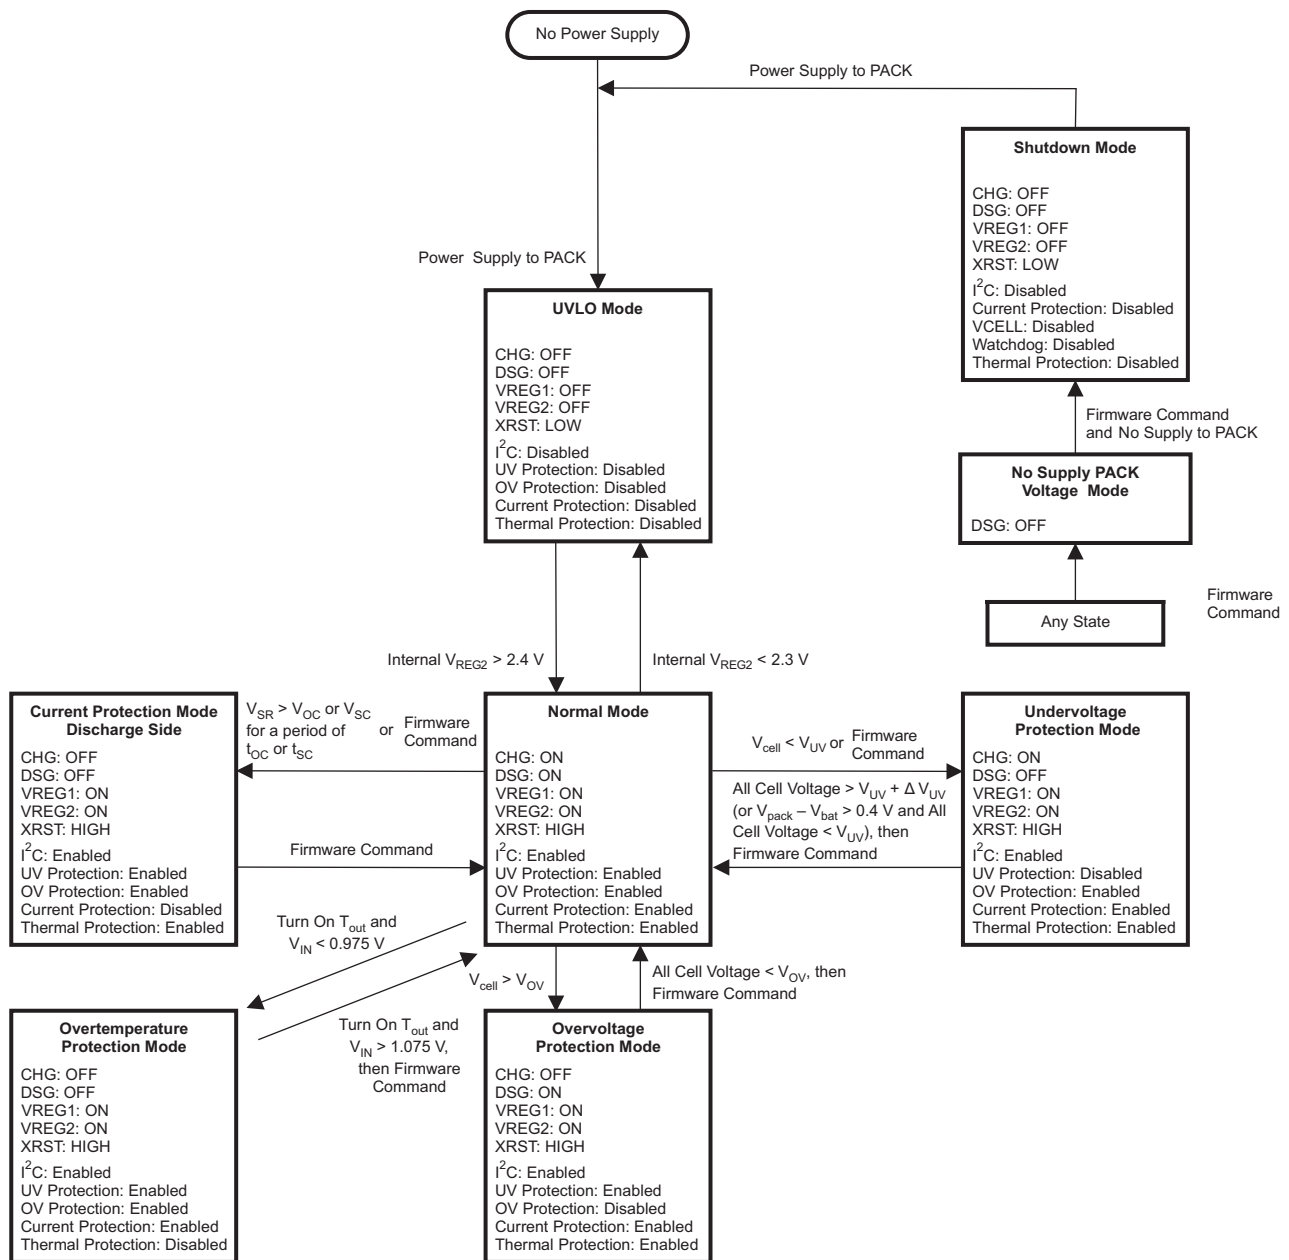 No Power Supply
Power Supply to PACK
Shutdown Mode
CHG: OFF
DSG: OFF
VREG1: OFF
VREG2: OFF
XRST: LOW
I²C: Disabled
Current Protection: Disabled
VCELL: Disabled
Watchdog: Disabled
Thermal Protection: Disabled
Power Supply to PACK
UVLO Mode
CHG: OFF
DSG: OFF
VREG1: OFF
VREG2: OFF
XRST: LOW
I²C: Disabled
UV Protection: Disabled
OV Protection: Disabled
Current Protection: Disabled
Thermal Protection: Disabled
Firmware Command
and No Supply to PACK
No Supply PACK
Voltage Mode
DSG: OFF
Any State
Firmware
Command
Internal VREG2 > 2.4 V
Internal VREG2 < 2.3 V
Current Protection Mode
Discharge Side
CHG: OFF
DSG: OFF
VREG1: ON
VREG2: ON
XRST: HIGH
I²C: Enabled
UV Protection: Enabled
OV Protection: Enabled
Current Protection: Disabled
Thermal Protection: Enabled
VSR > VOC or VSC
for a period of
tOC or tSC
or
Firmware
Command
Firmware Command
Normal Mode
CHG: ON
DSG: ON
VREG1: ON
VREG2: ON
XRST: HIGH
I²C: Enabled
UV Protection: Enabled
OV Protection: Enabled
Current Protection: Enabled
Thermal Protection: Enabled
Vcell < VUV or
Firmware
Command
All Cell Voltage > VUV + Δ VUV
(or Vpack – Vbat > 0.4 V and All
Cell Voltage < VUV), then
Firmware Command
Undervoltage
Protection Mode
CHG: ON
DSG: OFF
VREG1: ON
VREG2: ON
XRST: HIGH
I²C: Enabled
UV Protection: Disabled
OV Protection: Enabled
Current Protection: Enabled
Thermal Protection: Enabled
Turn On Tout and
VIN < 0.975 V
Vcell > VOV
All Cell Voltage < VOV, then
Firmware Command
Turn On Tout and
VIN > 1.075 V,
then Firmware
Command
Overtemperature
Protection Mode
CHG: OFF
DSG: OFF
VREG1: ON
VREG2: ON
XRST: HIGH
I²C: Enabled
UV Protection: Enabled
OV Protection: Enabled
Current Protection: Enabled
Thermal Protection: Disabled
Overvoltage
Protection Mode
CHG: OFF
DSG: ON
VREG1: ON
VREG2: ON
XRST: HIGH
I²C: Enabled
UV Protection: Enabled
OV Protection: Disabled
Current Protection: Enabled
Thermal Protection: Enabled